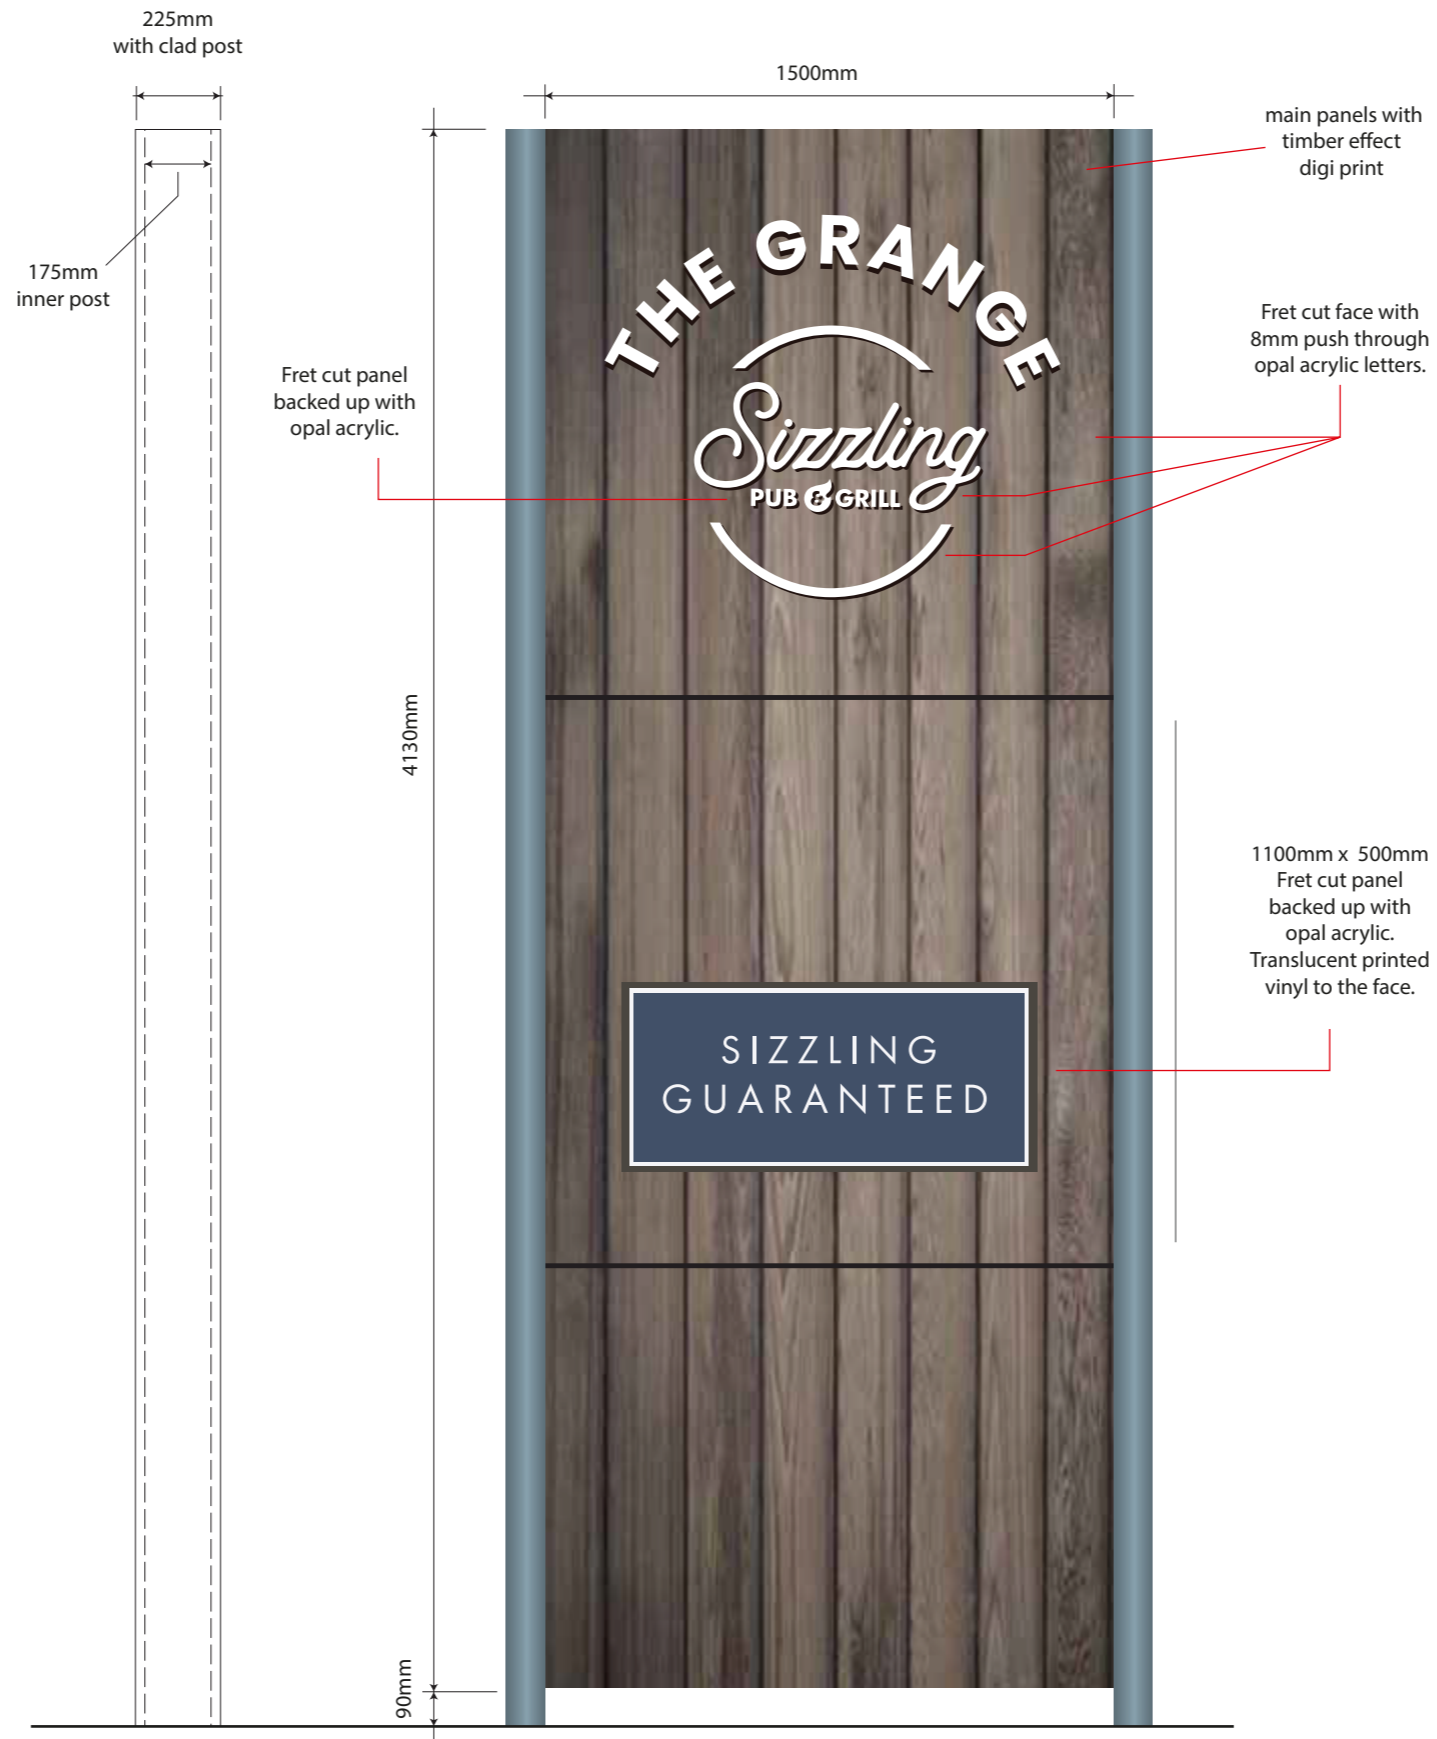 225mm
with clad post
1500mm
main panels with
timber effect
digi print
175mm
inner post
THE GRANGE
Fret cut face with
8mm push through
opal acrylic letters.
Fret cut panel
backed up with
opal acrylic.
Sizzling
PUB & GRILL
4130mm
1100mm x 500mm
Fret cut panel
backed up with
opal acrylic.
Translucent printed
vinyl to the face.
SIZZLING
GUARANTEED
90mm